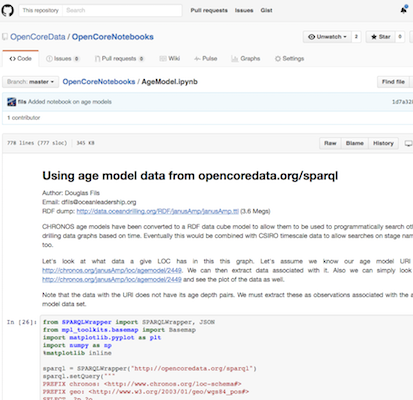 This repository Search Pull requests Issues Gist
OpenCoreData / OpenCoreNotebooks Unwatch 2 Star 0
Code Issues 0 Pull requests 0 Wiki Pulse Graphs Settings
Branch: master OpenCoreNotebooks / AgeModel.ipynb Find file
fils Added notebook on age models
1 contributor
778 lines (777 sloc) 345 KB Raw Blame History
Using age model data from opencoredata.org/sparql
Author: Douglas Fils
Email: dfils@oceanleadership.org
RDF dump: http://data.oceandrilling.org/RDF/janusAmp/janusAmp.ttl (3.6 Megs)
CHRONOS age models have been converted to a RDF data cube model to allow them to be used to programatically search ot
drilling data graphs based on time. Eventually this would be combined with CSIRO timescale data to allow searches on stage nam
too.
Let's look at what data a give LOC has in this this graph. Let's assume we know our age model URI
http://chronos.org/janusAmp/loc/agemodel/2449. We can then extract data associated with it. Also we can simply look
http://chronos.org/janusAmp/loc/agemodel/2449 and see the plot of the data as well.
Note that the data with the URI does not have its age depth pairs. We must extract these as observations associated with the a
model data set.
In [26]: from SPARQLWrapper import SPARQLWrapper, JSON
from mpl_toolkits.basemap import Basemap
import matplotlib.pyplot as plt
import numpy as np
%matplotlib inline
sparql = SPARQLWrapper("http://opencoredata.org/sparql")
sparql.setQuery("""
PREFIX chronos: <http://www.chronos.org/loc-schema#>
PREFIX geo: <http://www.w3.org/2003/01/geo/wgs84_pos#>